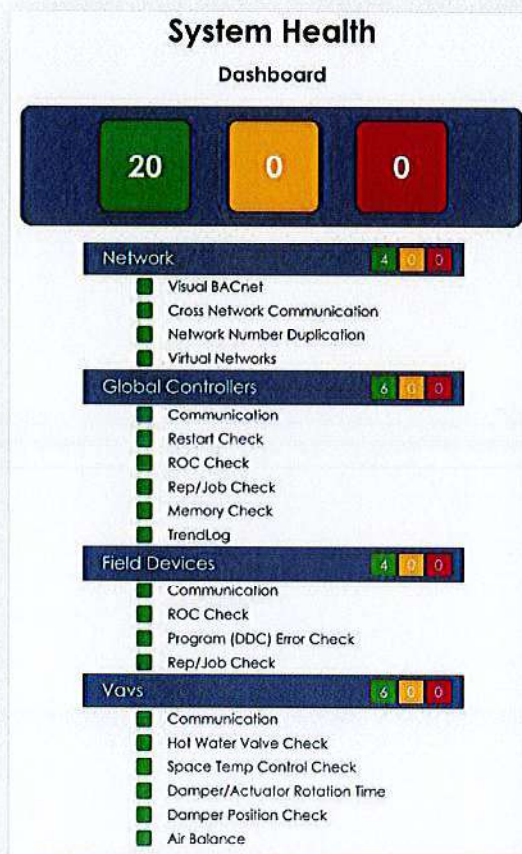 System Health
Dashboard
20 0 0
Network 4 0 0
Visual BACnet
Cross Network Communication
Network Number Duplication
Virtual Networks
Global Controllers 6 0 0
Communication
Restart Check
ROC Check
Rep/Job Check
Memory Check
TrendLog
Field Devices 4 0 0
Communication
ROC Check
Program (DDC) Error Check
Rep/Job Check
Vavs 6 0 0
Communication
Hot Water Valve Check
Space Temp Control Check
Damper/Actuator Rotation Time
Damper Position Check
Air Balance